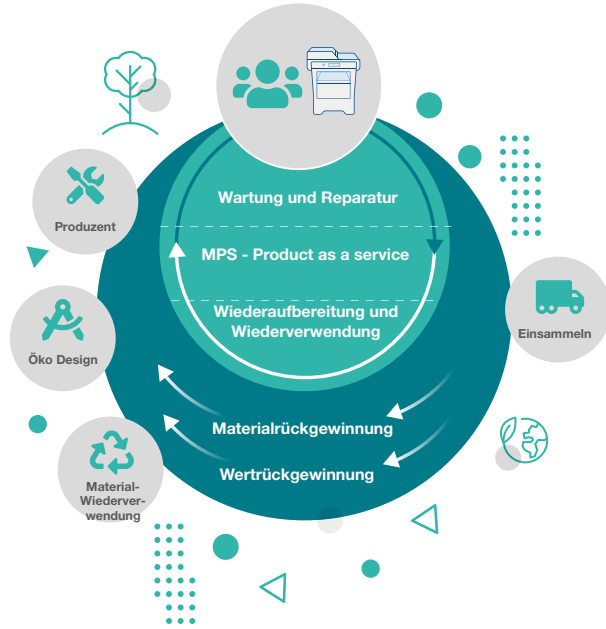 Wartung und Reparatur
Produzent
MPS - Product as a service
Wiederaufbereitung und
Wiederverwendung
Einsammeln
Öko Design
Materialrückgewinnung
Wertrückgewinnung
Material-
Wiederver-
wendung